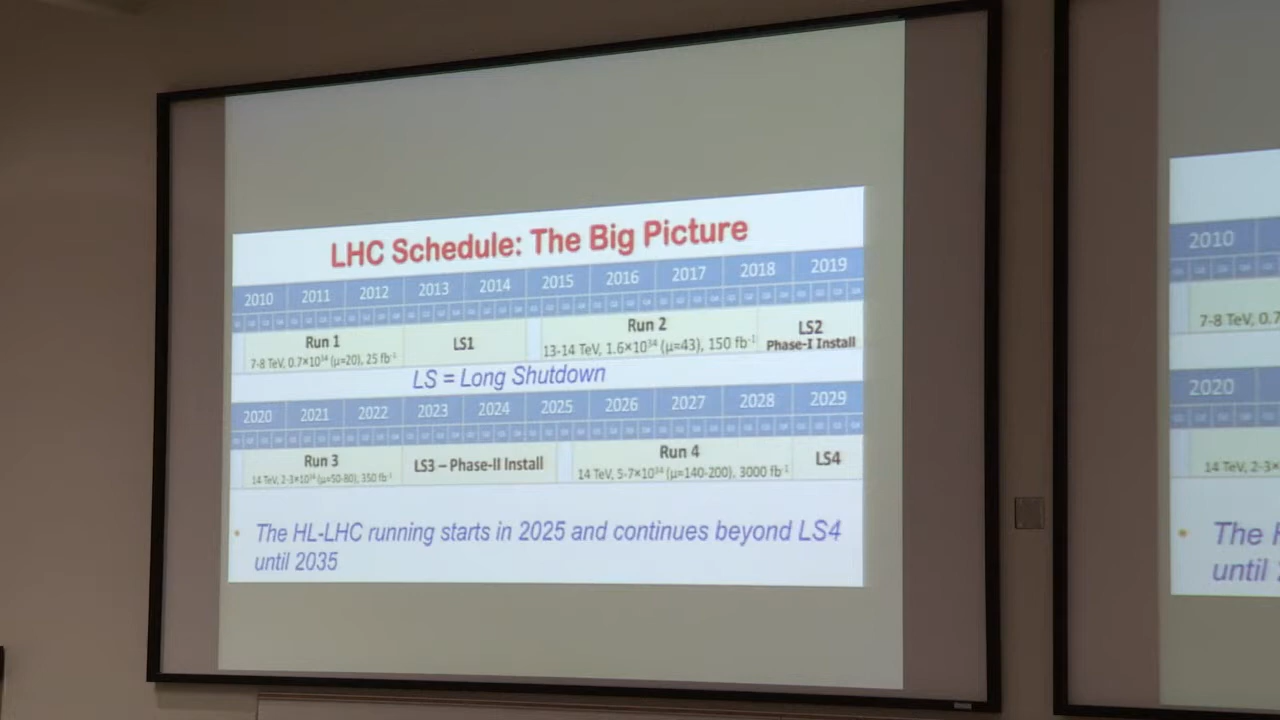 LHC Schedule: The Big Picture
2010 2011 2012 2013 2014 2015 2016 2017 2018 2019
Run 1 LS1 Run 2 LS2
7-8 TeV, 0.7×10³⁴ (μ=20), 25 fb⁻¹ 13-14 TeV, 1.6×10³⁴ (μ=43), 150 fb⁻¹ Phase-I Install
LS = Long Shutdown
2020 2021 2022 2023 2024 2025 2026 2027 2028 2029
Run 3 LS3 – Phase-II Install Run 4 LS4
14 TeV, 2-3×10³⁴ (μ=50-80), 350 fb⁻¹ 14 TeV, 5-7×10³⁴ (μ=140-200), 3000 fb⁻¹
• The HL-LHC running starts in 2025 and continues beyond LS4
until 2035
2010
7-8 TeV, 0.7
2020
14 TeV, 2-3×
• The H
until